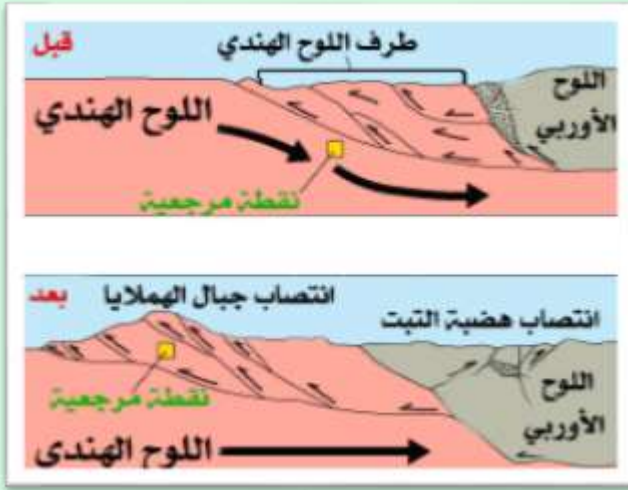 قبل
طرف اللوح الهندي
اللوح
الأوربي
اللوح الهندي
نقطة مرجعية
بعد
انتصاب جبال الهملايا
انتصاب هضبة التبت
اللوح
الأوربي
نقطة مرجعية
اللوح الهندى